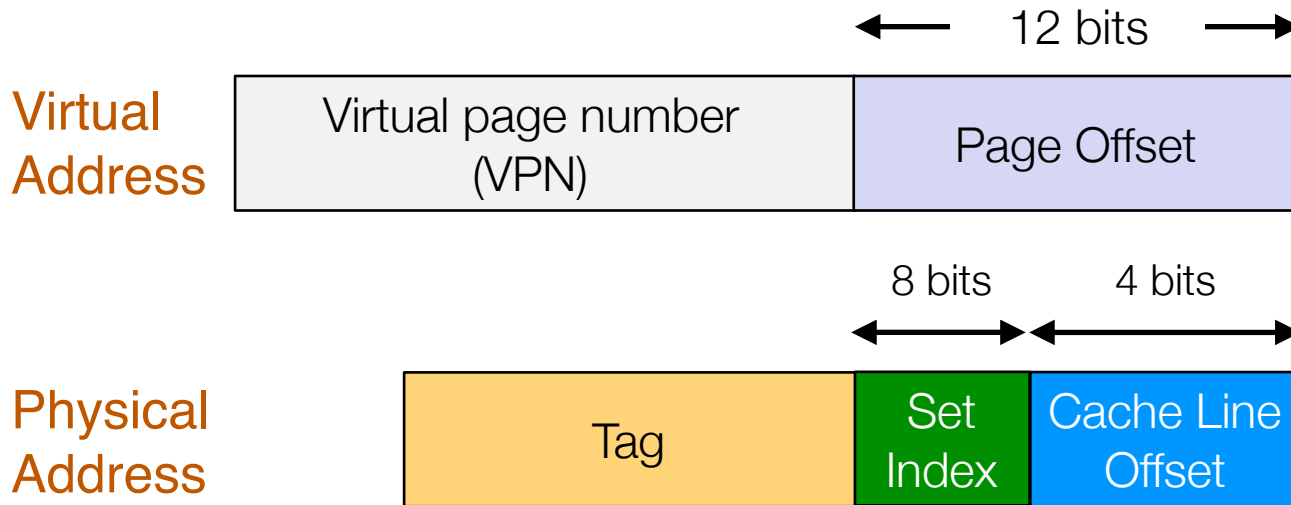 12 bits
Virtual
Address
Virtual page number
(VPN)
Page Offset
8 bits
4 bits
Physical
Address
Tag
Set
Index
Cache Line
Offset